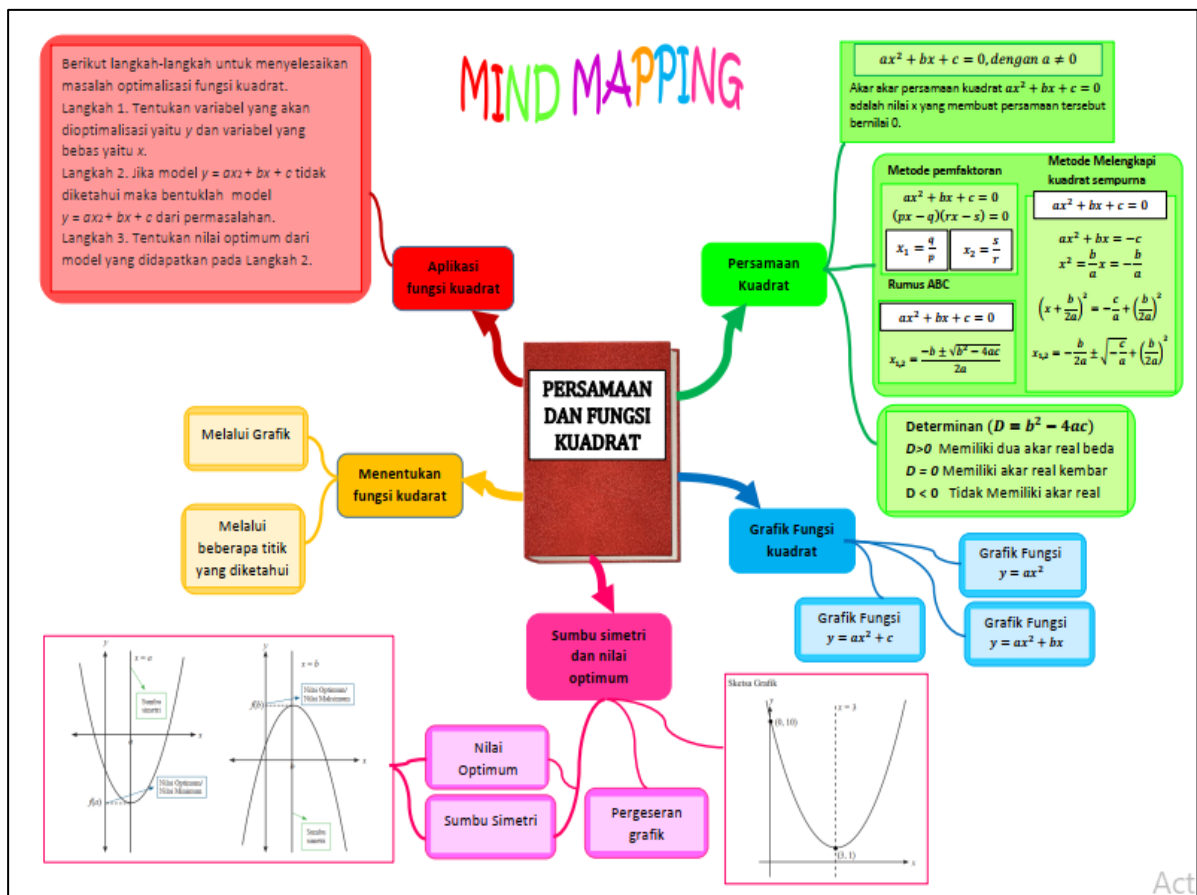 MIND MAPPING
Berikut langkah-langkah untuk menyelesaikan
masalah optimalisasi fungsi kuadrat.
Langkah 1. Tentukan variabel yang akan
dioptimalisasi yaitu y dan variabel yang
bebas yaitu x.
Langkah 2. Jika model y = ax2 + bx + c tidak
diketahui maka bentuklah model
y = ax2 + bx + c dari permasalahan.
Langkah 3. Tentukan nilai optimum dari
model yang didapatkan pada Langkah 2.
Aplikasi
fungsi kuadrat
Persamaan
Kuadrat
ax² + bx + c = 0, dengan a ≠ 0
Akar akar persamaan kuadrat ax² + bx + c = 0
adalah nilai x yang membuat persamaan tersebut
bernilai 0.
Metode pemfaktoran
ax² + bx + c = 0
(px − q)(rx − s) = 0
x₁ = q/p
x₂ = s/r
Rumus ABC
ax² + bx + c = 0
x₁,₂ = (−b ± √(b² − 4ac))/2a
Metode Melengkapi
kuadrat sempurna
ax² + bx + c = 0
ax² + bx = −c
x² = b/a x = −b/a
(x + b/2a)² = −c/a + (b/2a)²
x₁,₂ = −b/2a ± √(−c/a) + (b/2a)²
Determinan (D = b² − 4ac)
D>0 Memiliki dua akar real beda
D = 0 Memiliki akar real kembar
D < 0 Tidak Memiliki akar real
PERSAMAAN
DAN FUNGSI
KUADRAT
Melalui Grafik
Menentukan
fungsi kudarat
Melalui
beberapa titik
yang diketahui
Grafik Fungsi
kuadrat
Grafik Fungsi
y = ax²
Grafik Fungsi
y = ax² + c
Grafik Fungsi
y = ax² + bx
Sumbu simetri
dan nilai
optimum
Nilai
Optimum
Sumbu Simetri
Pergeseran
grafik
y
x = a
Sumbu
simetri
x
a
f(a)
Nilai Optimum/
Nilai Minimum
y
x = b
Nilai Optimum/
Nilai Maksimum
f(b)
x
b
Sumbu
simetri
Sketsa Grafik
y
x = 3
(0, 10)
(3, 1)
x
Act